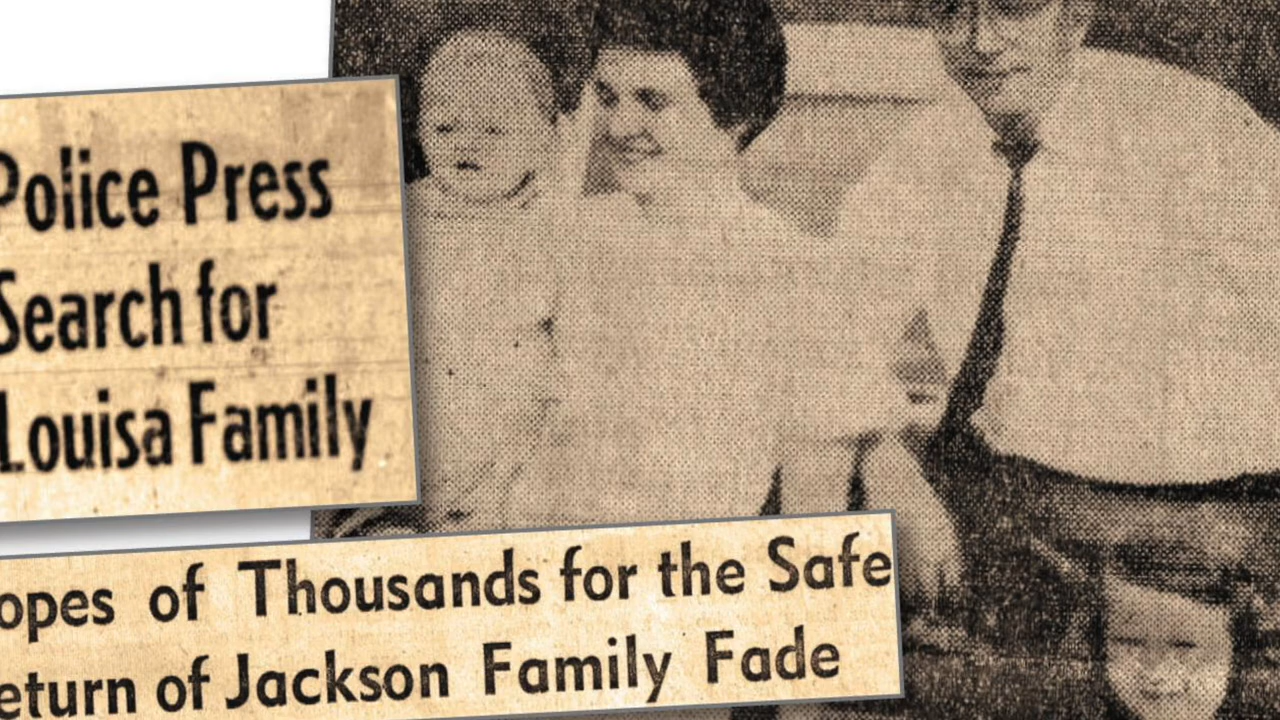 Police Press
Search for
Louisa Family
opes of Thousands for the Safe
eturn of Jackson Family Fade